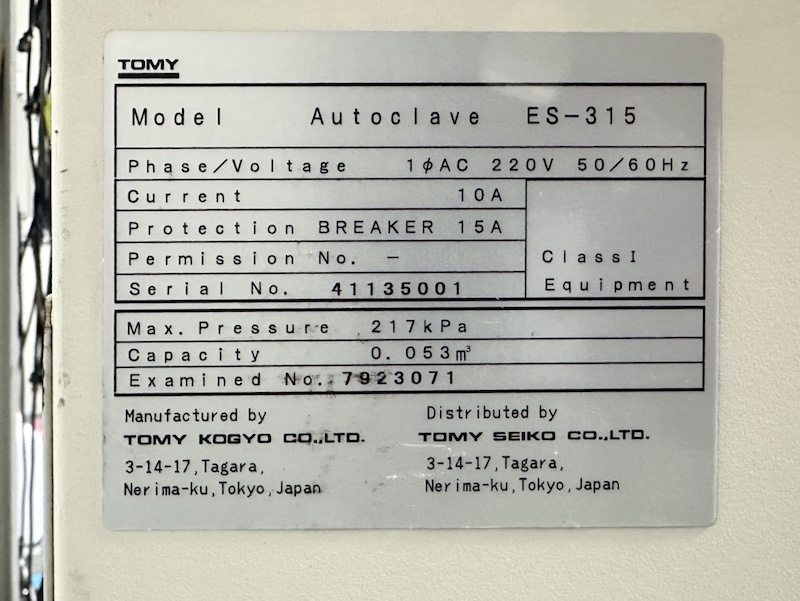 TOMY
Model Autoclave ES-315
Phase/Voltage 1φAC 220V 50/60Hz
Current 10A
Protection BREAKER 15A
Permission No. -
Serial No. 41135001
Class I
Equipment
Max. Pressure 217kPa
Capacity 0.053m³
Examined No. 7923071
Manufactured by
TOMY KOGYO CO.,LTD.
3-14-17,Tagara,
Nerima-ku,Tokyo,Japan
Distributed by
TOMY SEIKO CO.,LTD.
3-14-17,Tagara,
Nerima-ku,Tokyo,Japan